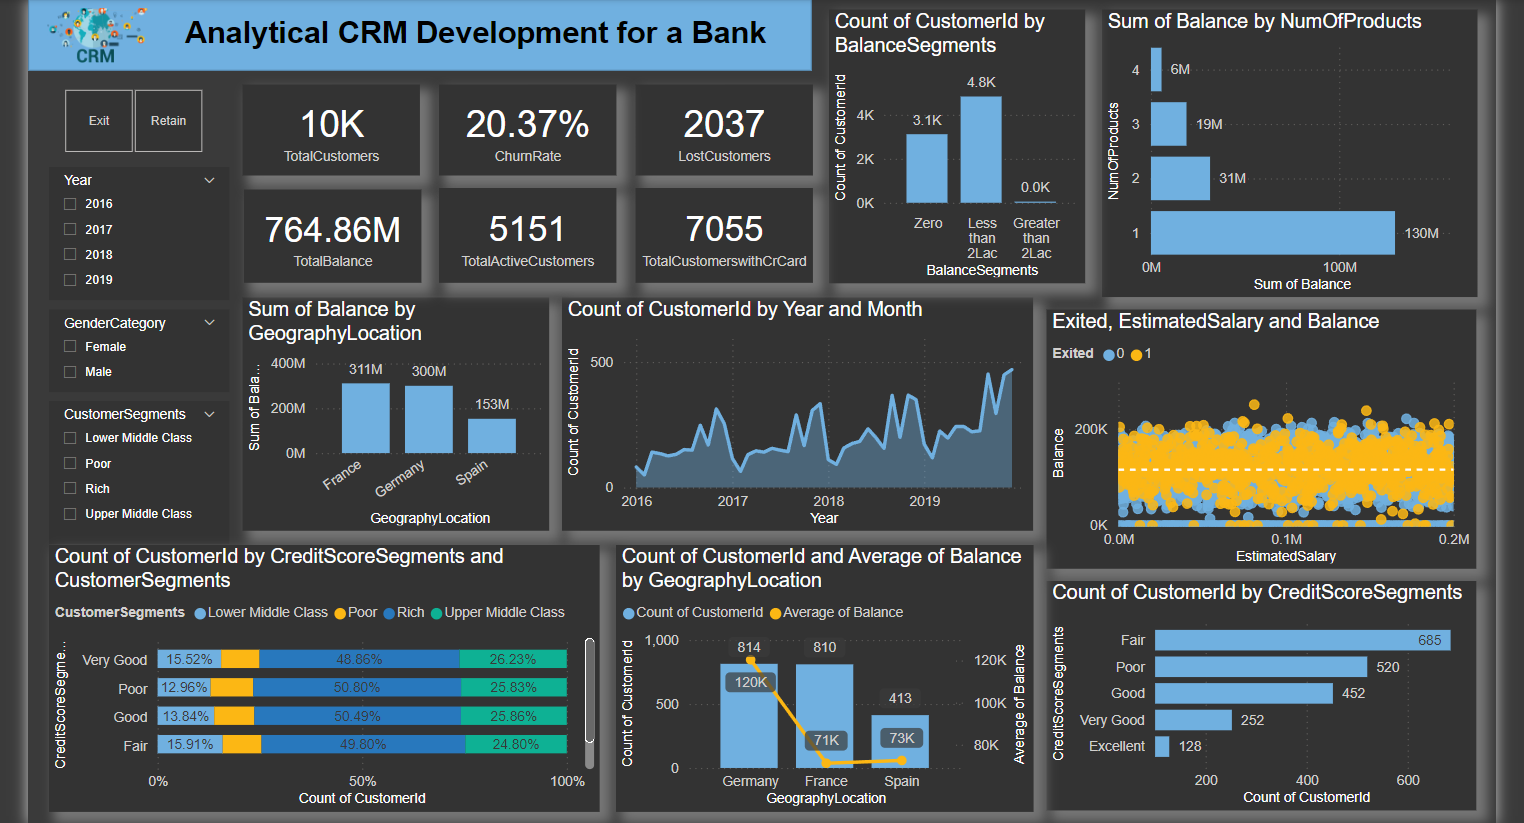 CRM
Analytical CRM Development for a Bank
Exit
Retain
Year
2016
2017
2018
2019
GenderCategory
Female
Male
CustomerSegments
Lower Middle Class
Poor
Rich
Upper Middle Class
10K
TotalCustomers
20.37%
ChurnRate
2037
LostCustomers
764.86M
TotalBalance
5151
TotalActiveCustomers
7055
TotalCustomerswithCrCard
Count of CustomerId by
BalanceSegments
Count of CustomerId
4K
2K
0K
3.1K
4.8K
0.0K
Zero
Less
than
2Lac
Greater
than
2Lac
BalanceSegments
Sum of Balance by NumOfProducts
NumOfProducts
4
6M
3
19M
2
31M
1
130M
0M
100M
Sum of Balance
Sum of Balance by
GeographyLocation
Sum of Bala...
400M
200M
0M
311M
300M
153M
France
Germany
Spain
GeographyLocation
Count of CustomerId by Year and Month
Count of CustomerId
500
0
2016
2017
2018
2019
Year
Exited, EstimatedSalary and Balance
Exited
0
1
Balance
200K
0K
0.0M
0.1M
0.2M
EstimatedSalary
Count of CustomerId by CreditScoreSegments and
CustomerSegments
CustomerSegments
Lower Middle Class
Poor
Rich
Upper Middle Class
CreditScoreSegme...
Very Good
15.52%
48.86%
26.23%
Poor
12.96%
50.80%
25.83%
Good
13.84%
50.49%
25.86%
Fair
15.91%
49.80%
24.80%
0%
50%
100%
Count of CustomerId
Count of CustomerId and Average of Balance
by GeographyLocation
Count of CustomerId
Average of Balance
Count of CustomerId
1,000
500
0
814
810
413
120K
71K
73K
120K
100K
80K
Average of Balance
Germany
France
Spain
GeographyLocation
Count of CustomerId by CreditScoreSegments
CreditScoreSegments
Fair
685
Poor
520
Good
452
Very Good
252
Excellent
128
200
400
600
Count of CustomerId